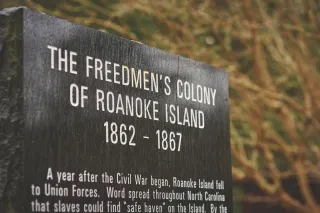 THE FREEDMEN'S COLONY
OF ROANOKE ISLAND
1862 - 1867
A year after the Civil War began, Roanoke Island fell
to Union Forces. Word spread throughout North Carolina
that slaves could find "safe haven" on the Island. By the